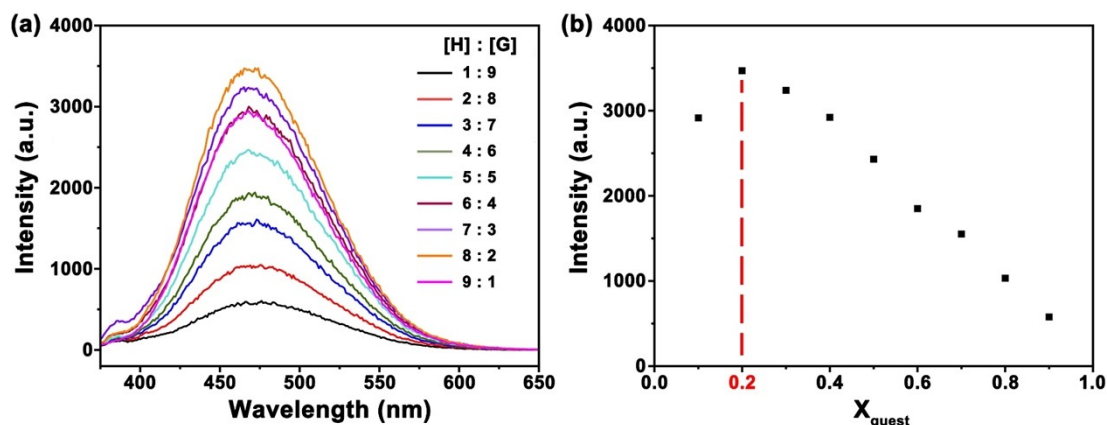 (a)
4000
3000
2000
1000
0
Intensity (a.u.)
400 450 500 550 600 650
Wavelength (nm)
[H] : [G]
1 : 9
2 : 8
3 : 7
4 : 6
5 : 5
6 : 4
7 : 3
8 : 2
9 : 1
(b)
4000
3000
2000
1000
0
Intensity (a.u.)
0.0 0.2 0.4 0.6 0.8 1.0
Xguest